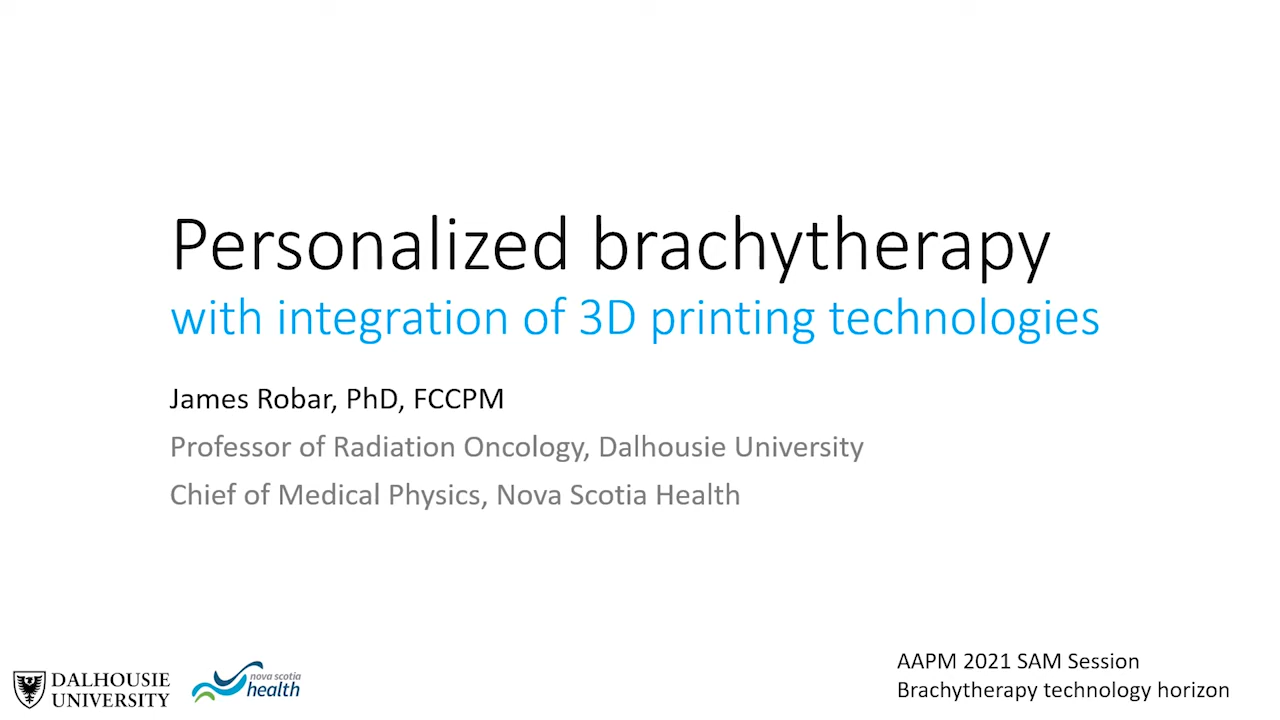 Personalized brachytherapy
with integration of 3D printing technologies
James Robar, PhD, FCCPM
Professor of Radiation Oncology, Dalhousie University
Chief of Medical Physics, Nova Scotia Health
DALHOUSIE
UNIVERSITY
nova scotia
health
AAPM 2021 SAM Session
Brachytherapy technology horizon